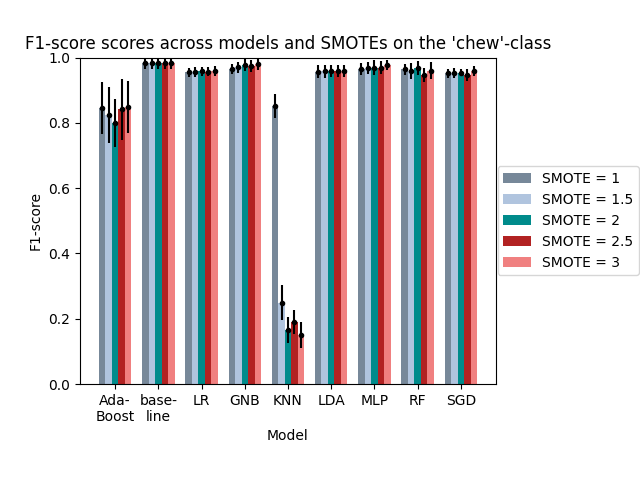 F1-score scores across models and SMOTEs on the 'chew'-class
1.0
0.8
0.6
0.4
0.2
0.0
F1-score
Ada-
Boost
base-
line
LR
GNB
KNN
LDA
MLP
RF
SGD
Model
SMOTE = 1
SMOTE = 1.5
SMOTE = 2
SMOTE = 2.5
SMOTE = 3